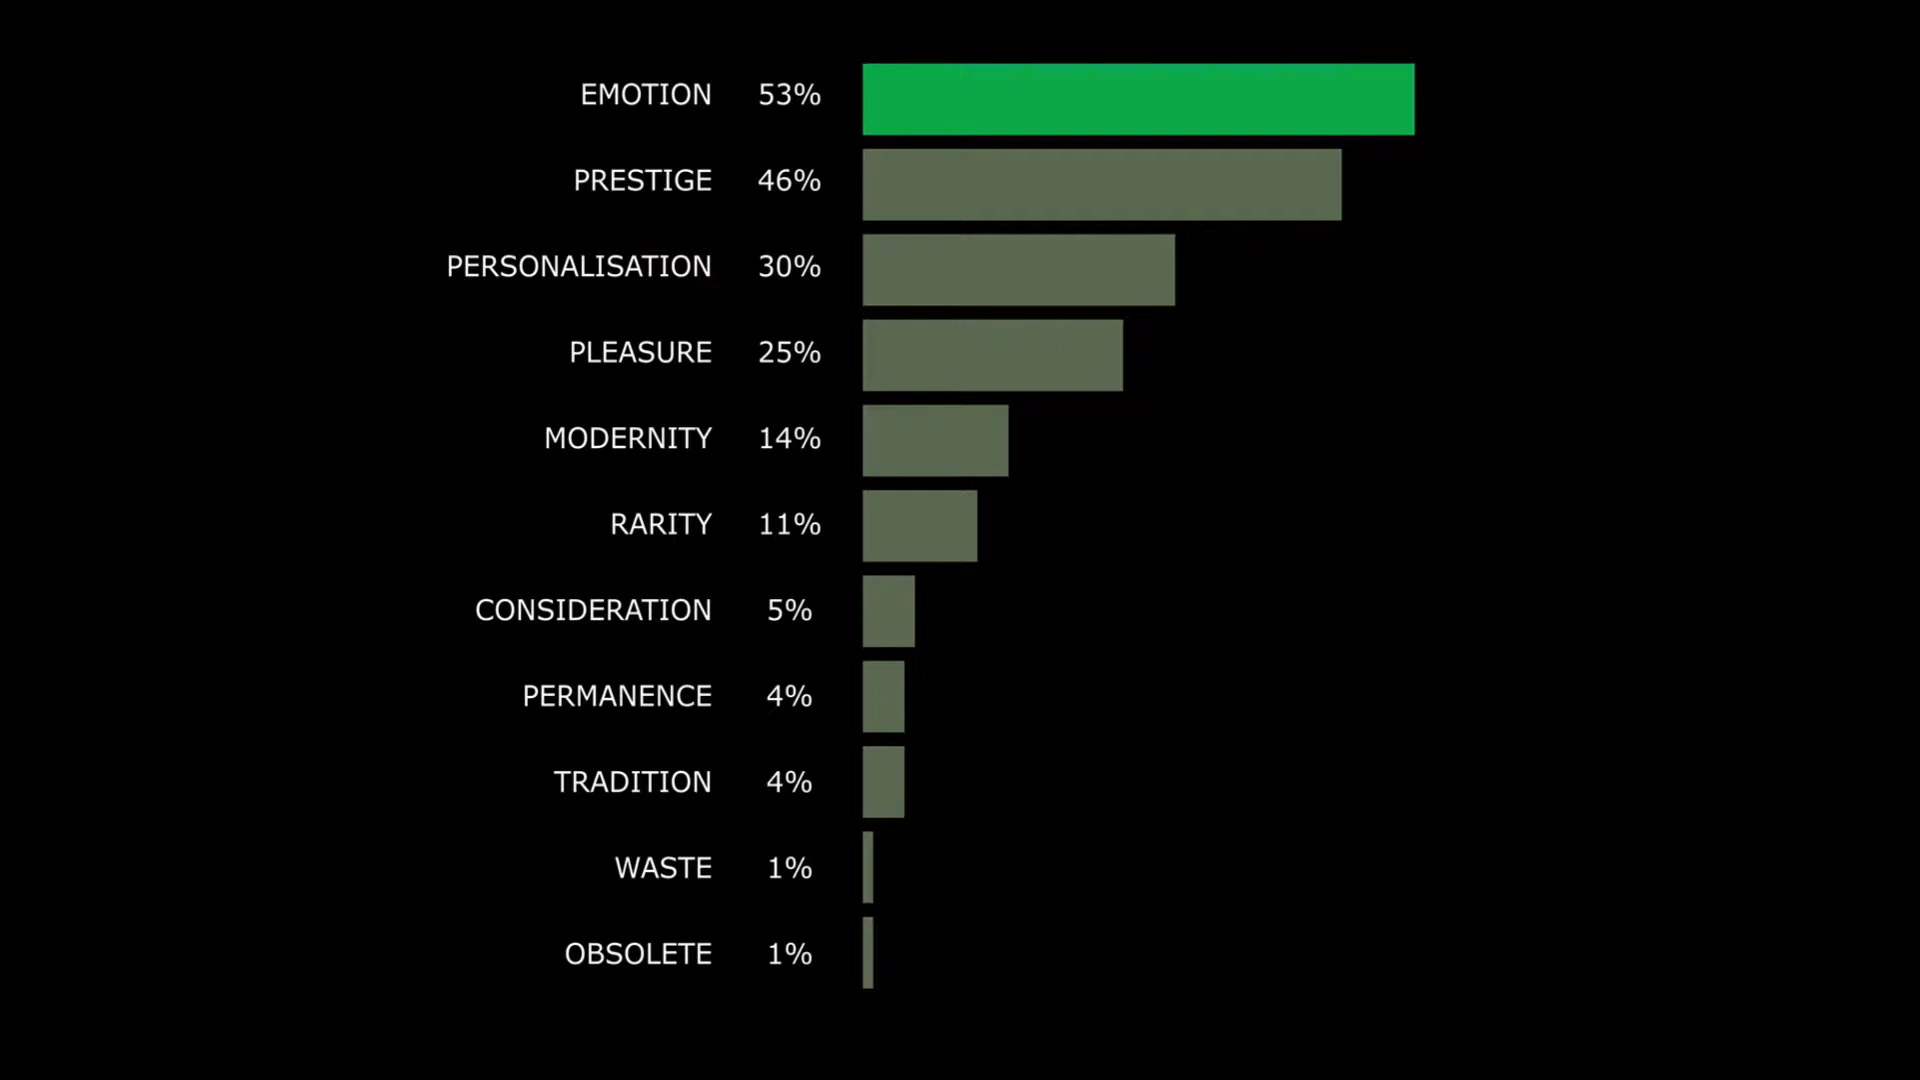 EMOTION 53%
PRESTIGE 46%
PERSONALISATION 30%
PLEASURE 25%
MODERNITY 14%
RARITY 11%
CONSIDERATION 5%
PERMANENCE 4%
TRADITION 4%
WASTE 1%
OBSOLETE 1%